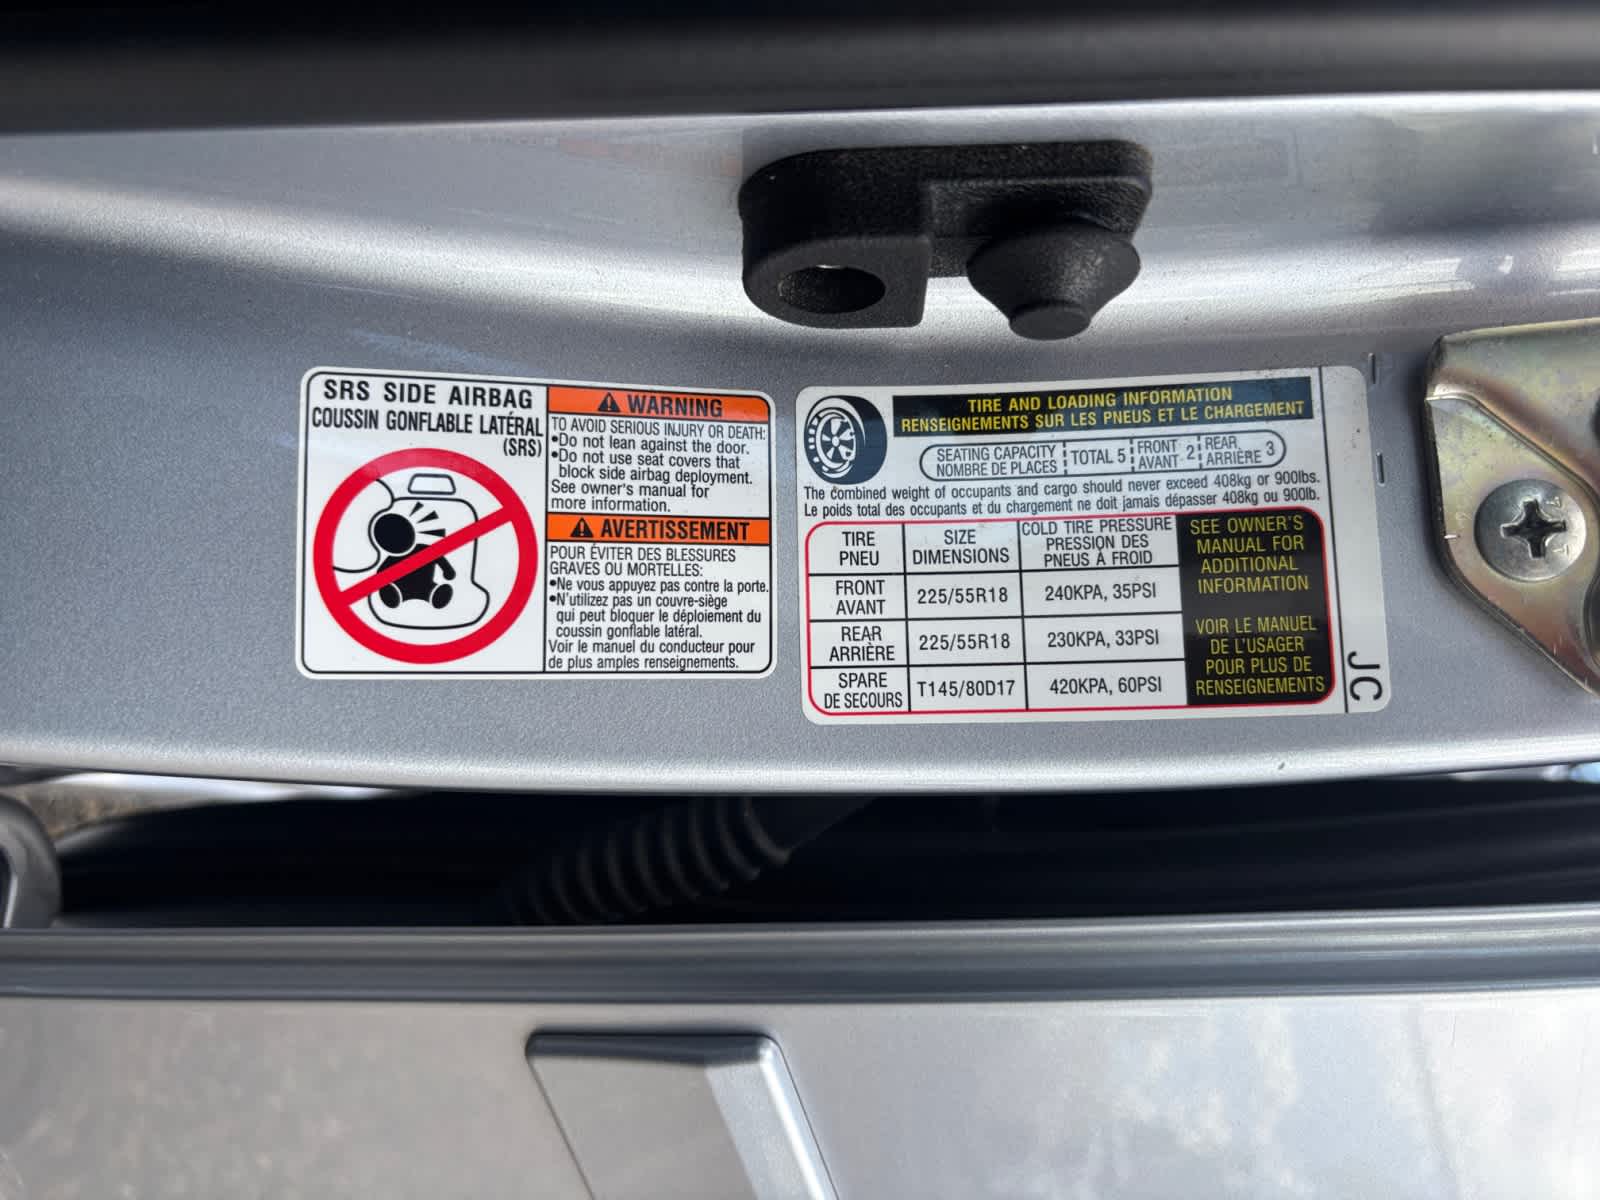 SRS SIDE AIRBAG
COUSSIN GONFLABLE LATÉRAL
(SRS)
WARNING
TO AVOID SERIOUS INJURY OR DEATH:
•Do not lean against the door.
•Do not use seat covers that
block side airbag deployment.
See owner's manual for
more information.
AVERTISSEMENT
POUR ÉVITER DES BLESSURES
GRAVES OU MORTELLES:
•Ne vous appuyez pas contre la porte.
•N'utilizez pas un couvre-siège
qui peut bloquer le déploiement du
coussin gonflable latéral.
Voir le manuel du conducteur pour
de plus amples renseignements.
TIRE AND LOADING INFORMATION
RENSEIGNEMENTS SUR LES PNEUS ET LE CHARGEMENT
SEATING CAPACITY
NOMBRE DE PLACES
TOTAL 5
FRONT
AVANT 2
REAR
ARRIÈRE 3
The combined weight of occupants and cargo should never exceed 408kg or 900lbs.
Le poids total des occupants et du chargement ne doit jamais dépasser 408kg ou 900lb.
TIRE
PNEU
SIZE
DIMENSIONS
COLD TIRE PRESSURE
PRESSION DES
PNEUS À FROID
FRONT
AVANT
225/55R18
240KPA, 35PSI
REAR
ARRIÈRE
225/55R18
230KPA, 33PSI
SPARE
DE SECOURS
T145/80D17
420KPA, 60PSI
SEE OWNER'S
MANUAL FOR
ADDITIONAL
INFORMATION
VOIR LE MANUEL
DE L'USAGER
POUR PLUS DE
RENSEIGNEMENTS
JC